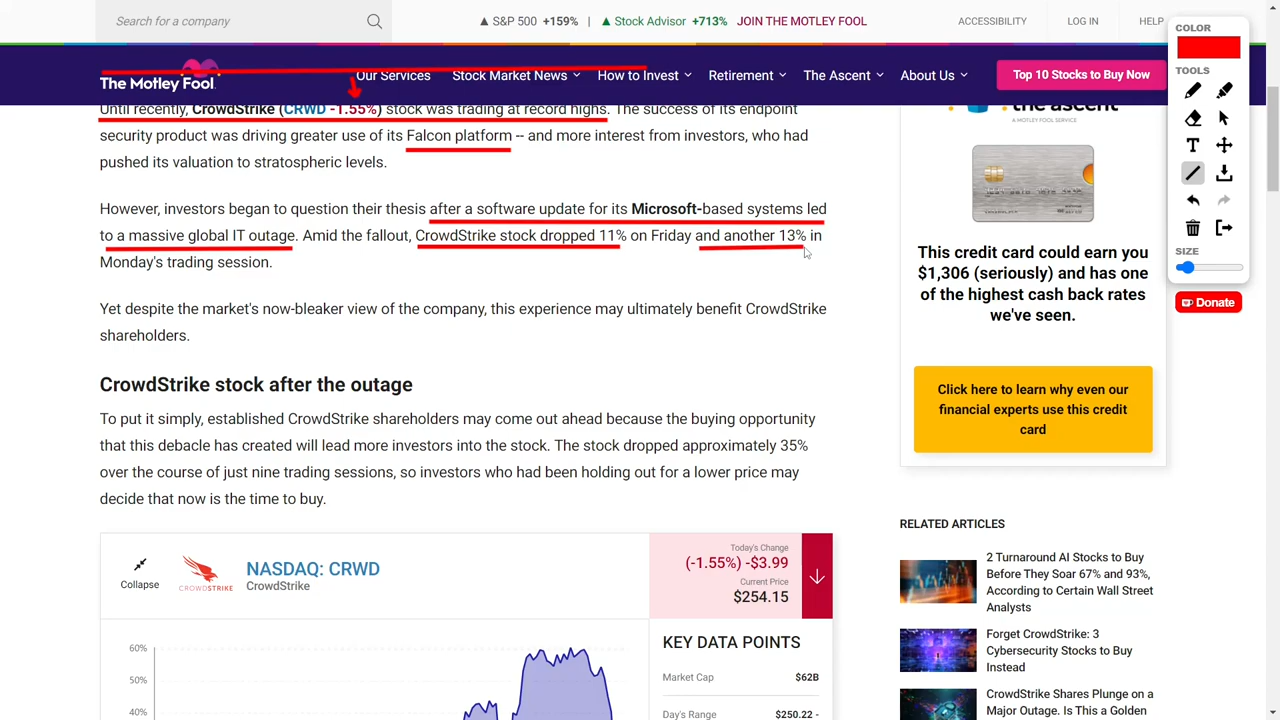 Search for a company
▲ S&P 500 +159% | ▲ Stock Advisor +713% JOIN THE MOTLEY FOOL
ACCESSIBILITY LOG IN HELP
The Motley Fool
Our Services Stock Market News How to Invest Retirement The Ascent About Us
Top 10 Stocks to Buy Now
Until recently, CrowdStrike (CRWD -1.55%) stock was trading at record highs. The success of its endpoint
security product was driving greater use of its Falcon platform -- and more interest from investors, who had
pushed its valuation to stratospheric levels.
However, investors began to question their thesis after a software update for its Microsoft-based systems led
to a massive global IT outage. Amid the fallout, CrowdStrike stock dropped 11% on Friday and another 13% in
Monday's trading session.
Yet despite the market's now-bleaker view of the company, this experience may ultimately benefit CrowdStrike
shareholders.
CrowdStrike stock after the outage
To put it simply, established CrowdStrike shareholders may come out ahead because the buying opportunity
that this debacle has created will lead more investors into the stock. The stock dropped approximately 35%
over the course of just nine trading sessions, so investors who had been holding out for a lower price may
decide that now is the time to buy.
Collapse
CROWDSTRIKE
NASDAQ: CRWD
CrowdStrike
Today's Change
(-1.55%) -$3.99
Current Price
$254.15
60%
50%
40%
KEY DATA POINTS
Market Cap $62B
Day's Range $250.22 -
the ascent
A MOTLEY FOOL SERVICE
This credit card could earn you
$1,306 (seriously) and has one
of the highest cash back rates
we've seen.
Click here to learn why even our
financial experts use this credit
card
RELATED ARTICLES
2 Turnaround AI Stocks to Buy
Before They Soar 67% and 93%,
According to Certain Wall Street
Analysts
Forget CrowdStrike: 3
Cybersecurity Stocks to Buy
Instead
CrowdStrike Shares Plunge on a
Major Outage. Is This a Golden
COLOR
TOOLS
T
SIZE
Donate